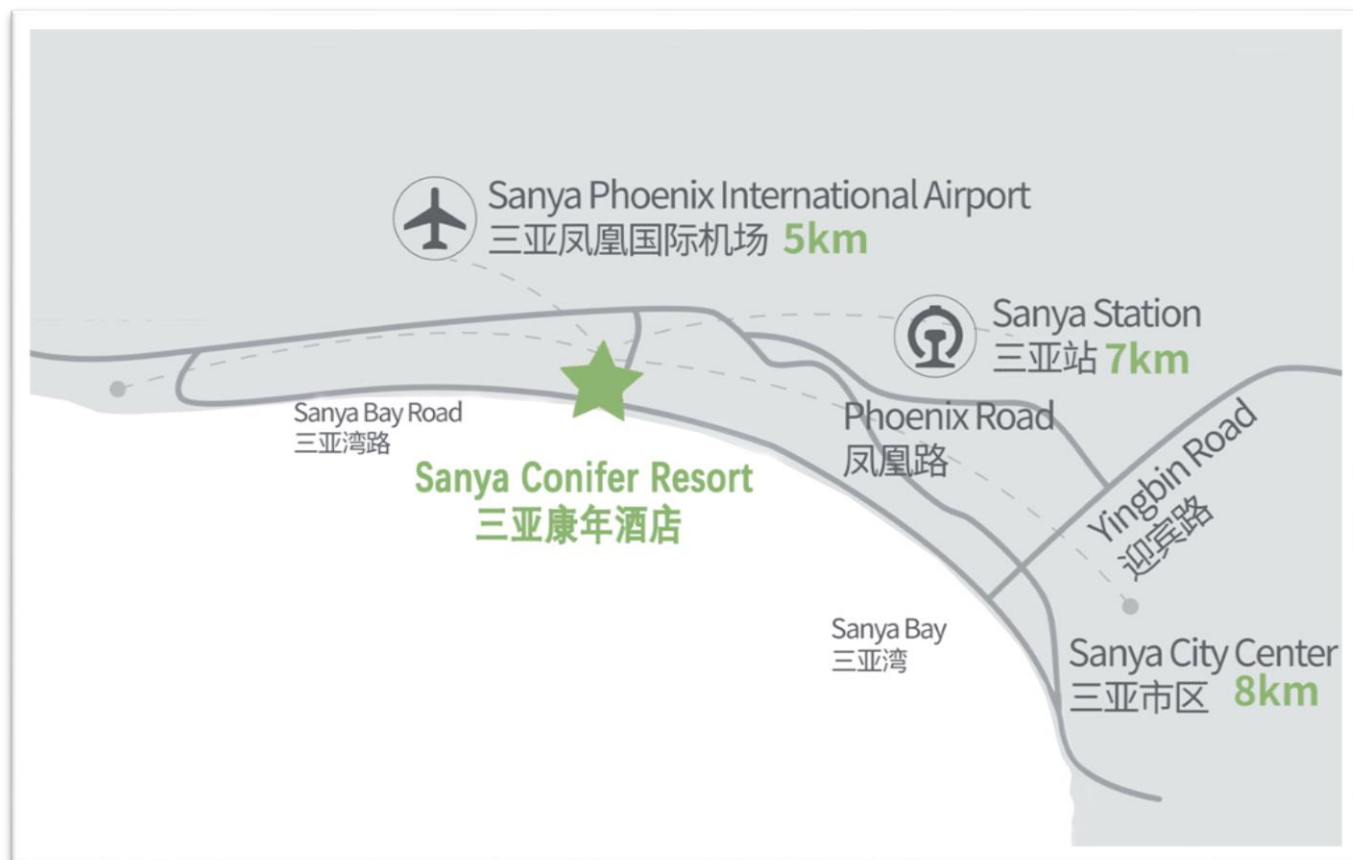 Sanya Phoenix International Airport
三亚凤凰国际机场 5km
Sanya Station
三亚站 7km
Sanya Bay Road
三亚湾路
Phoenix Road
凤凰路
Yingbin Road
迎宾路
Sanya Conifer Resort
三亚康年酒店
Sanya Bay
三亚湾
Sanya City Center
三亚市区 8km